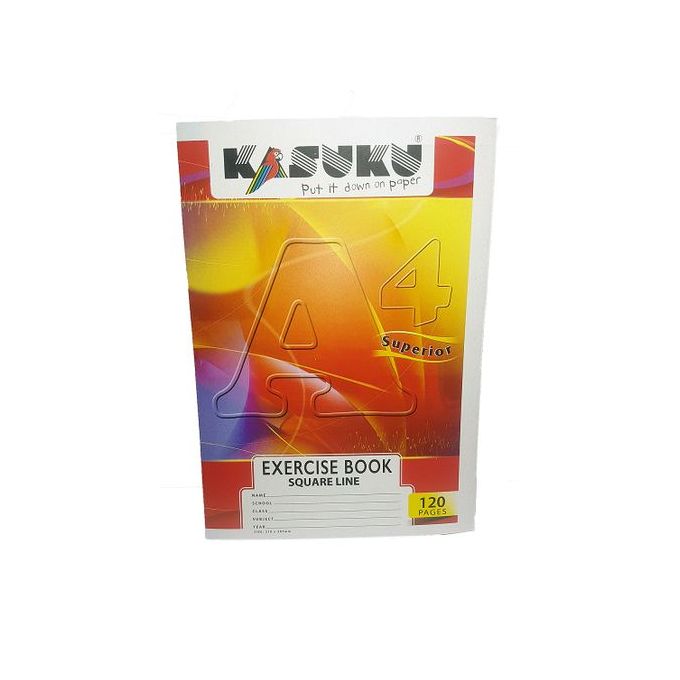 KASUKU®
Put it down on paper
A4
Superior
EXERCISE BOOK
SQUARE LINE
NAME
SCHOOL
CLASS
SUBJECT
YEAR
120
PAGES